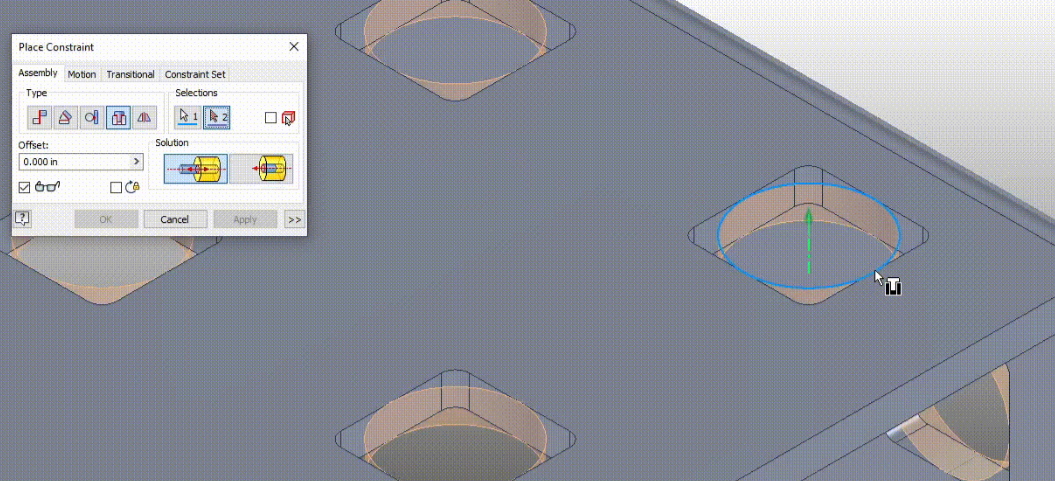 Place Constraint
Assembly Motion Transitional Constraint Set
Type
Selections
1
2
Offset:
Solution
0.000 in
>
?
OK
Cancel
Apply
>>